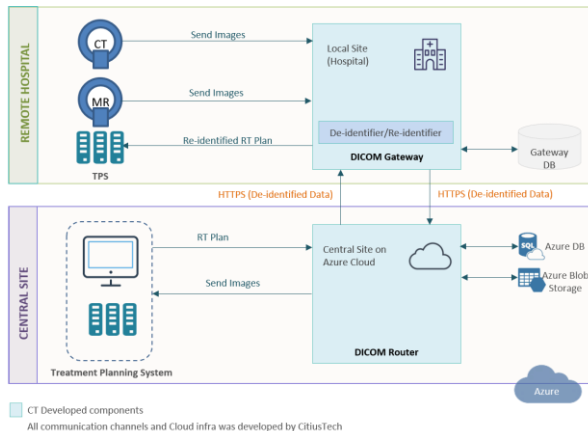 REMOTE HOSPITAL
CT
Send Images
Local Site
(Hospital)
MR
Send Images
De-identifier/Re-identifier
Re-identified RT Plan
TPS
DICOM Gateway
Gateway
DB
HTTPS (De-identified Data)
HTTPS (De-identified Data)
CENTRAL SITE
RT Plan
Central Site on
Azure Cloud
SQL
Azure DB
Send Images
Azure Blob
Storage
Treatment Planning System
DICOM Router
Azure
CT Developed components
All communication channels and Cloud infra was developed by CitiusTech